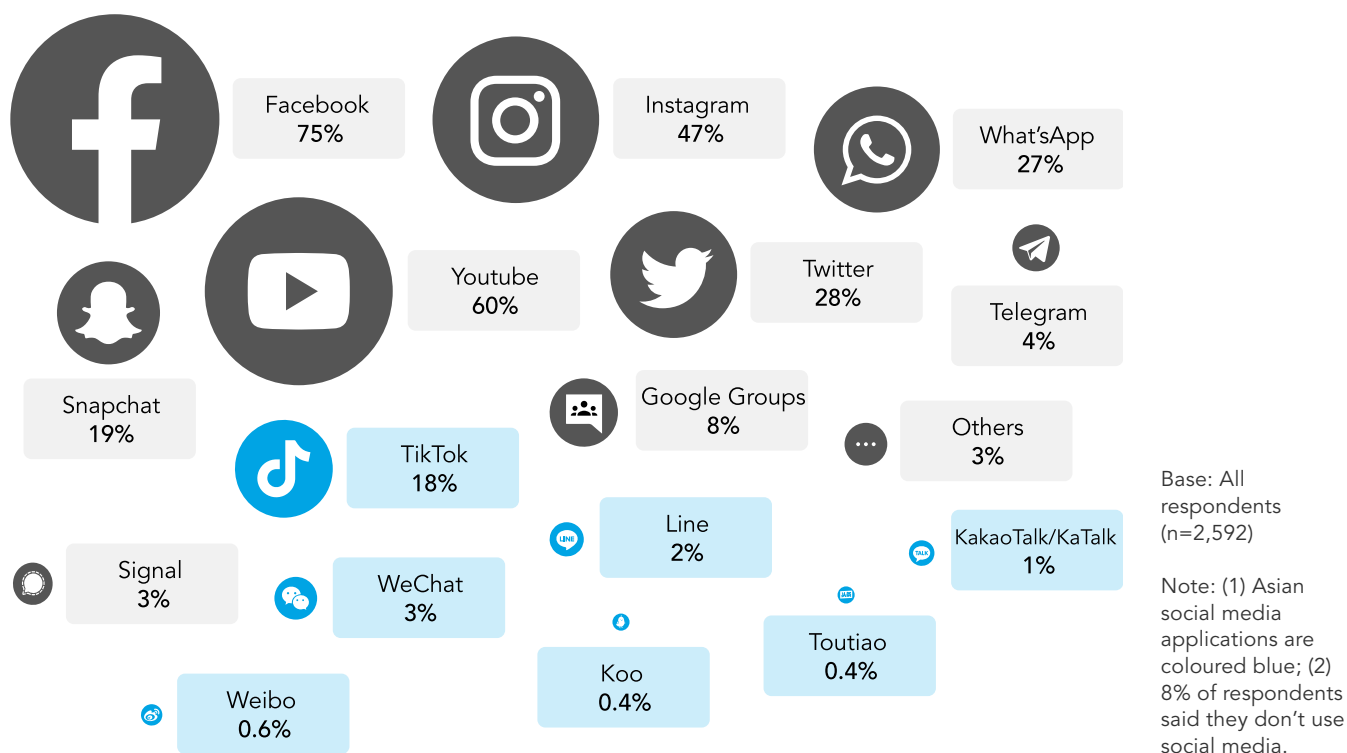 Facebook
75%
Instagram
47%
What'sApp
27%
Snapchat
19%
Youtube
60%
Twitter
28%
Telegram
4%
TikTok
18%
Google Groups
8%
Others
3%
Signal
3%
WeChat
3%
LINE
Line
2%
TALK
KakaoTalk/KaTalk
1%
Weibo
0.6%
Koo
0.4%
Toutiao
0.4%
Base: All
respondents
(n=2,592)
Note: (1) Asian
social media
applications are
coloured blue; (2)
8% of respondents
said they don't use
social media.